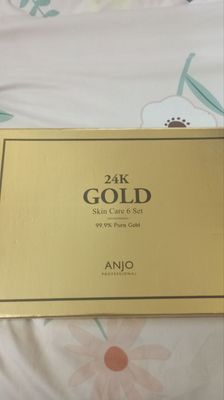 24K
GOLD
Skin Care 6 Set
99.9% Pure Gold
ANJO
PROFESSIONAL